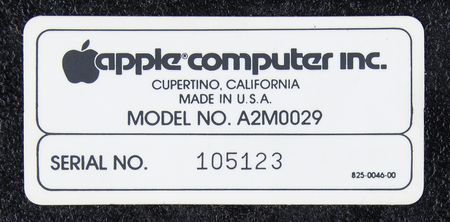 apple computer inc.
CUPERTINO, CALIFORNIA
MADE IN U.S.A.
MODEL NO. A2M0029
SERIAL NO. 105123
825-0046-00